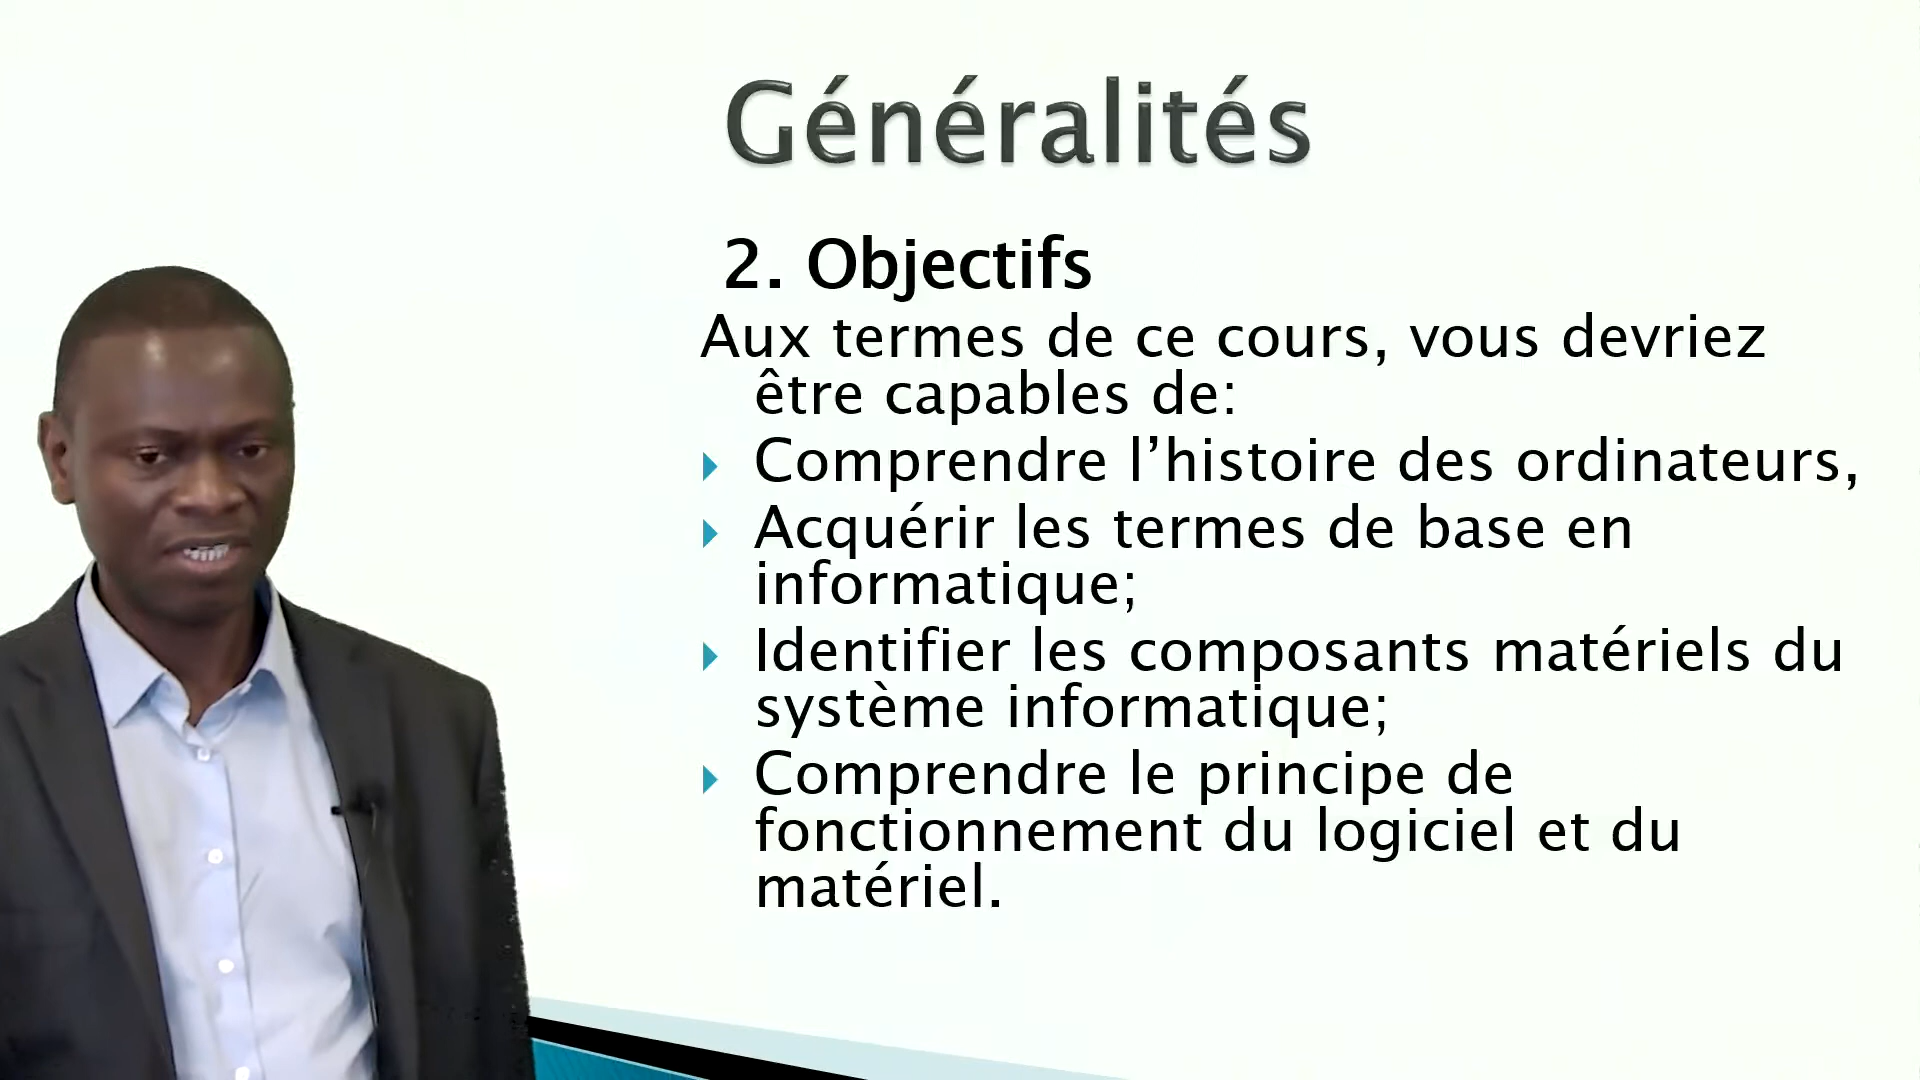 Généralités
2. Objectifs
Aux termes de ce cours, vous devriez
être capables de:
Comprendre l’histoire des ordinateurs,
Acquérir les termes de base en
informatique;
Identifier les composants matériels du
système informatique;
Comprendre le principe de
fonctionnement du logiciel et du
matériel.